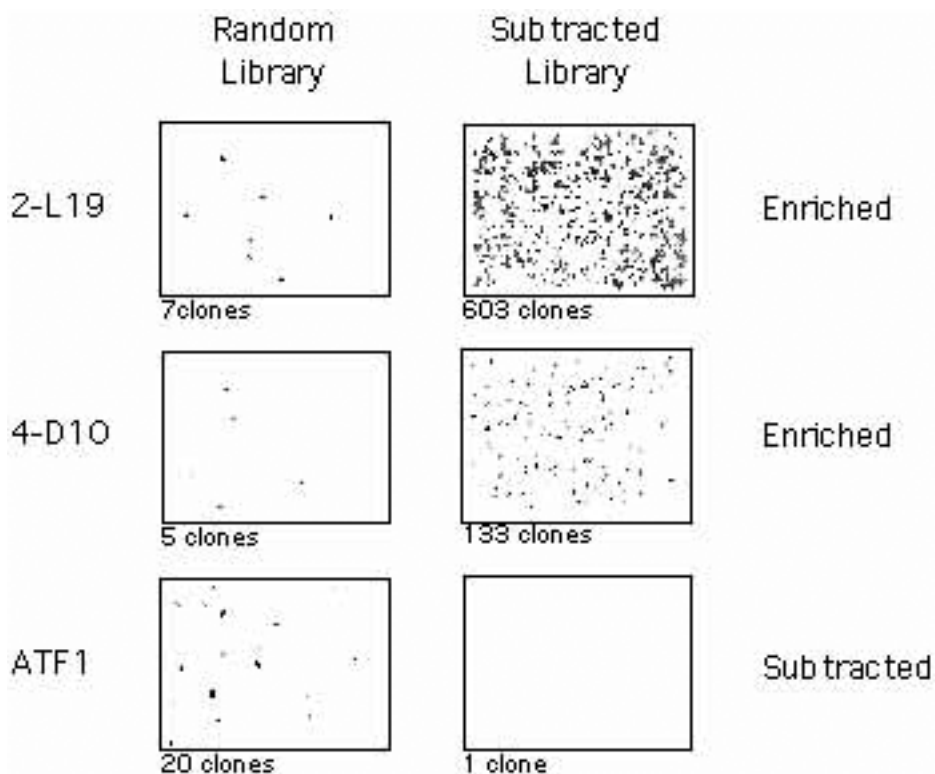 Random
Library
Subtracted
Library
2-L19
7clones
603 clones
Enriched
4-D10
5 clones
133 clones
Enriched
ATF1
20 clones
1 clone
Subtracted